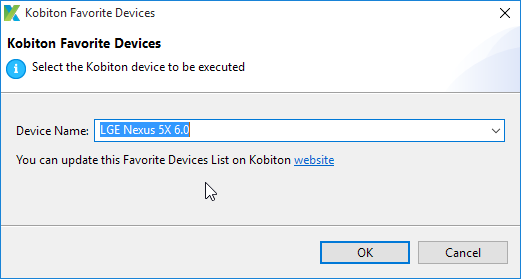 Kobiton Favorite Devices
Kobiton Favorite Devices
Select the Kobiton device to be executed
Device Name: LGE Nexus 5X 6.0
You can update this Favorite Devices List on Kobiton website
OK Cancel